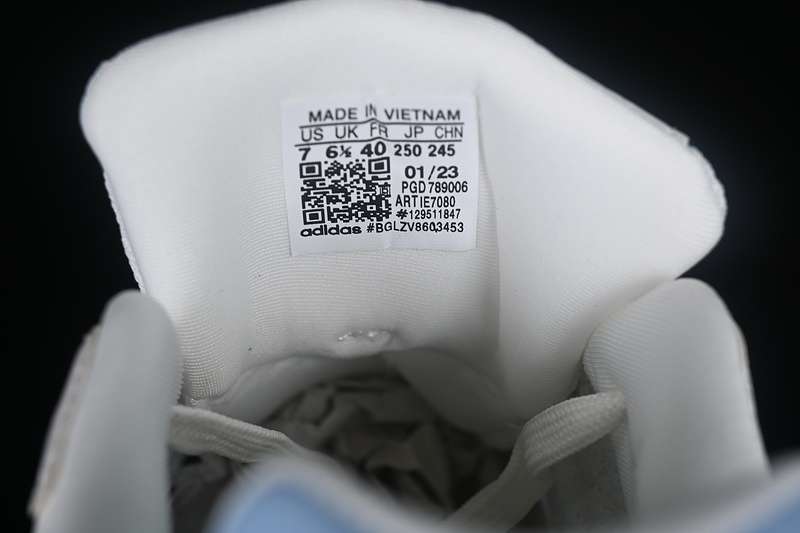 MADE IN VIETNAM
US UK FR JP CHN
7 6½ 40 250 245
01/23
PGD 789006
ART IE7080
#129511847
adidas #BGLZV8603453